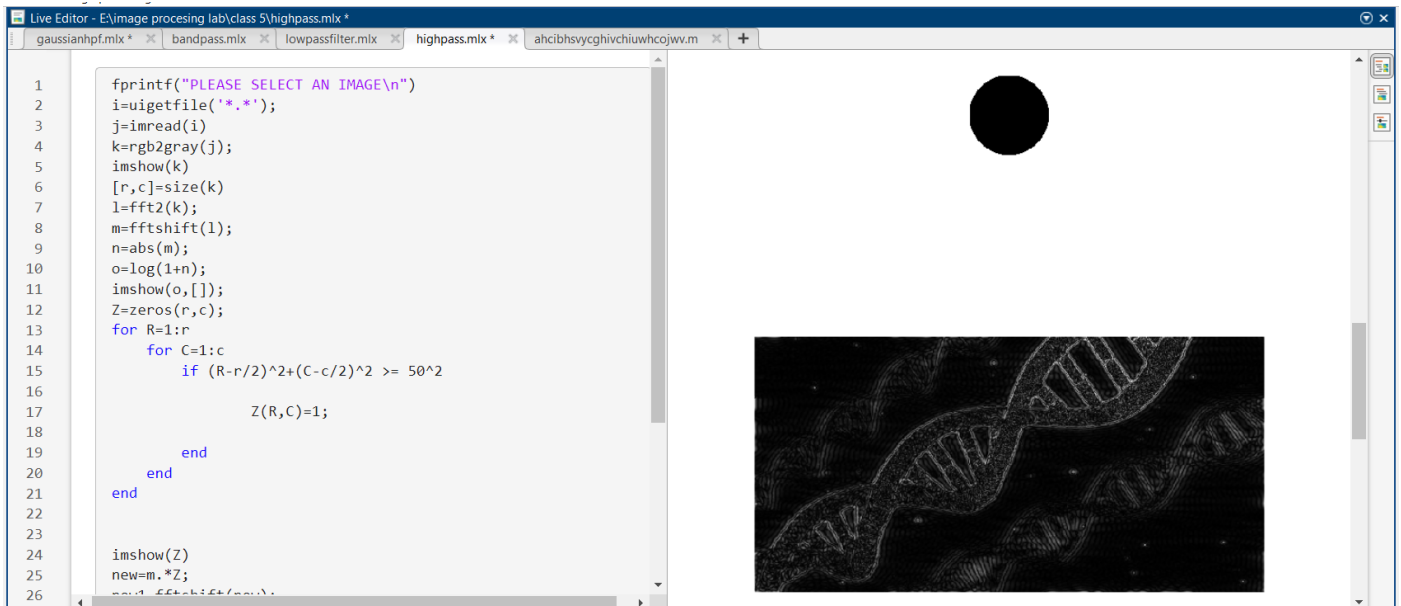 Live Editor - E:\image procesing lab\class 5\highpass.mlx *
gaussianhpf.mlx * bandpass.mlx lowpassfilter.mlx highpass.mlx * ahcibhsvycghivchiuwhcojwv.m +
1 fprintf("PLEASE SELECT AN IMAGE\n")
2 i=uigetfile('*.*');
3 j=imread(i)
4 k=rgb2gray(j);
5 imshow(k)
6 [r,c]=size(k)
7 l=fft2(k);
8 m=fftshift(l);
9 n=abs(m);
10 o=log(1+n);
11 imshow(o,[]);
12 Z=zeros(r,c);
13 for R=1:r
14 for C=1:c
15 if (R-r/2)^2+(C-c/2)^2 >= 50^2
16
17 Z(R,C)=1;
18
19 end
20 end
21 end
22
23
24 imshow(Z)
25 new=m.*Z;
26